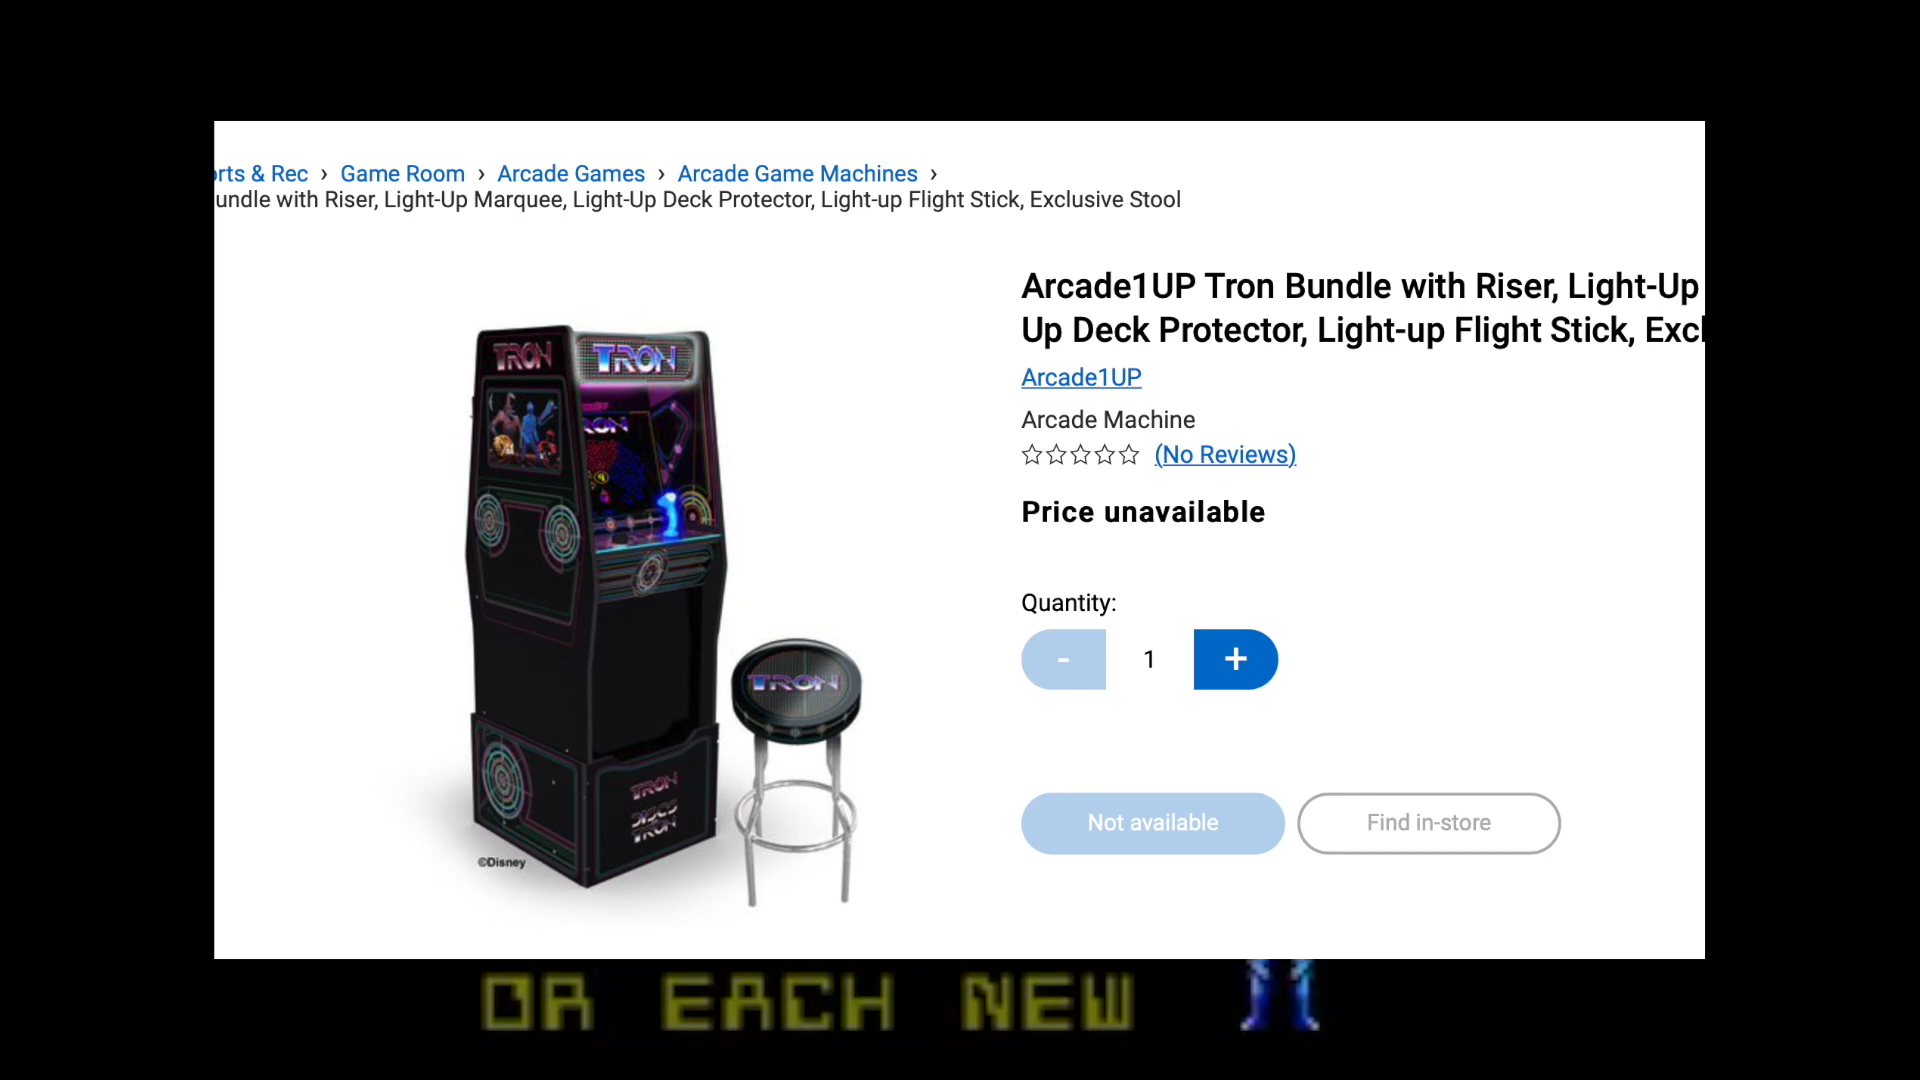 rts & Rec › Game Room › Arcade Games › Arcade Game Machines ›
undle with Riser, Light-Up Marquee, Light-Up Deck Protector, Light-up Flight Stick, Exclusive Stool
Arcade1UP Tron Bundle with Riser, Light-Up
Up Deck Protector, Light-up Flight Stick, Excl
Arcade1UP
Arcade Machine
(No Reviews)
Price unavailable
Quantity:
- 1 +
Not available Find in-store
TRON TRON
TRON
TRON
TRON
DISCS
TRON
©Disney
OR EACH NEW